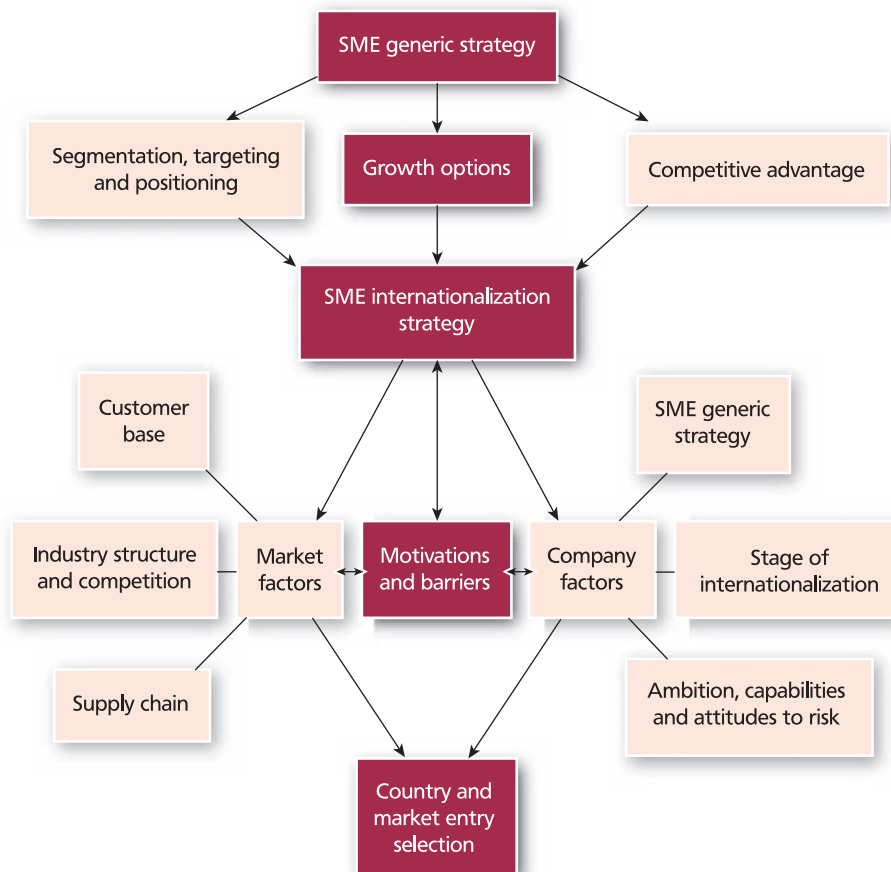 SME generic strategy
Segmentation, targeting
and positioning
Growth options
Competitive advantage
SME internationalization
strategy
Customer
base
SME generic
strategy
Industry structure
and competition
Market
factors
Motivations
and barriers
Company
factors
Stage of
internationalization
Supply chain
Ambition, capabilities
and attitudes to risk
Country and
market entry
selection